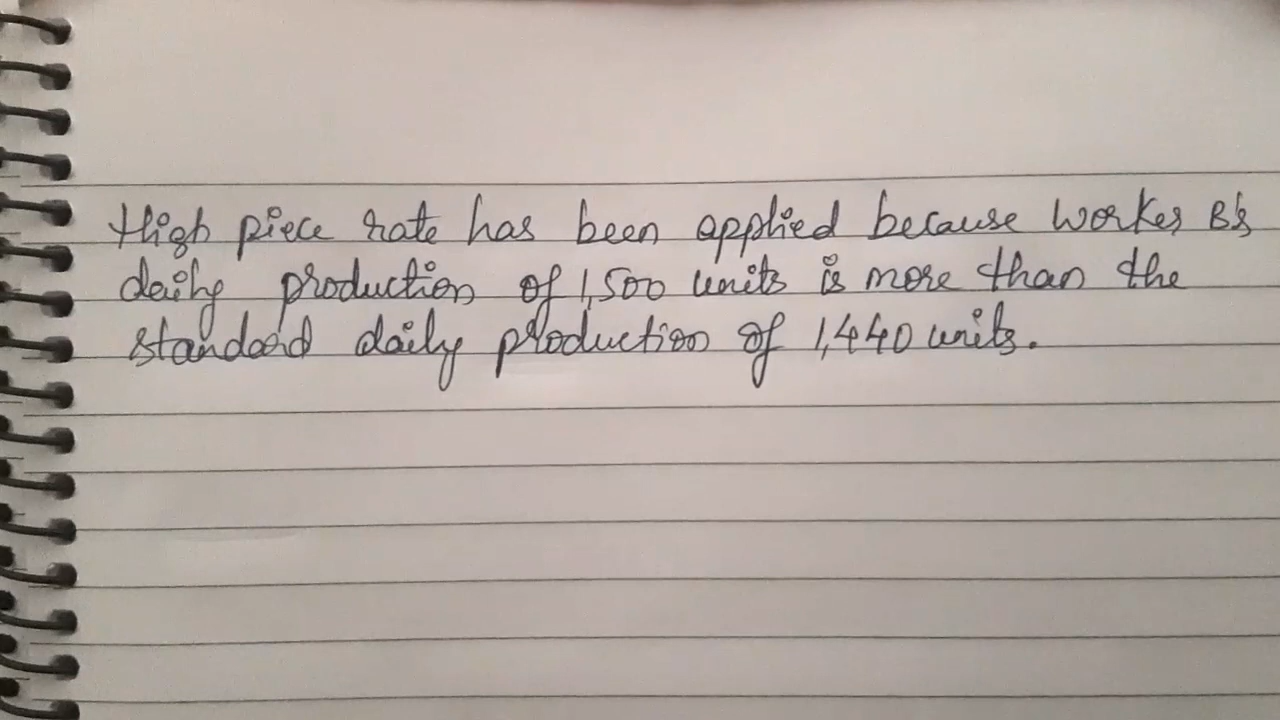 High piece rate has been applied because worker B's
daily production of 1,500 units is more than the
standard daily production of 1,440 units.